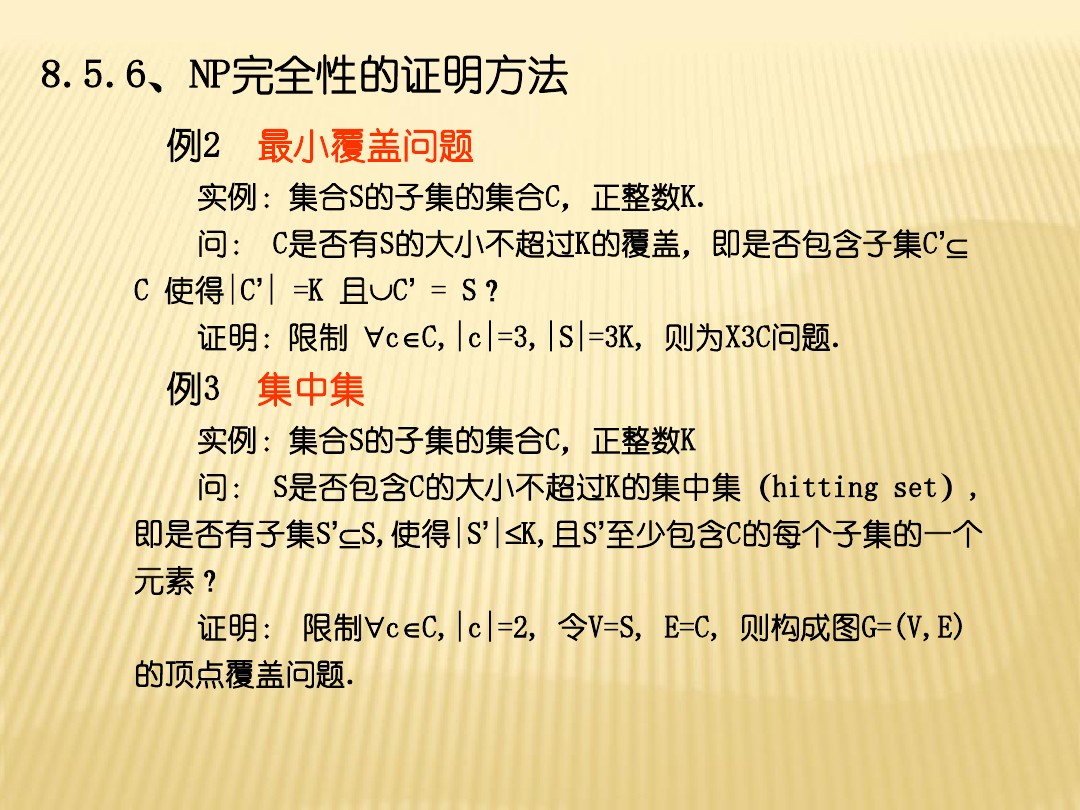 8.5.6、NP完全性的证明方法
例2 最小覆盖问题
实例：集合S的子集的集合C，正整数K.
问： C是否有S的大小不超过K的覆盖，即是否包含子集C’⊆
C 使得|C’| =K 且∪C’ = S？
证明：限制 ∀c∈C,|c|=3,|S|=3K，则为X3C问题.
例3 集中集
实例：集合S的子集的集合C，正整数K
问： S是否包含C的大小不超过K的集中集（hitting set）,
即是否有子集S’⊆S,使得|S’|≤K,且S’至少包含C的每个子集的一个
元素？
证明： 限制∀c∈C,|c|=2, 令V=S, E=C, 则构成图G=(V,E)
的顶点覆盖问题.